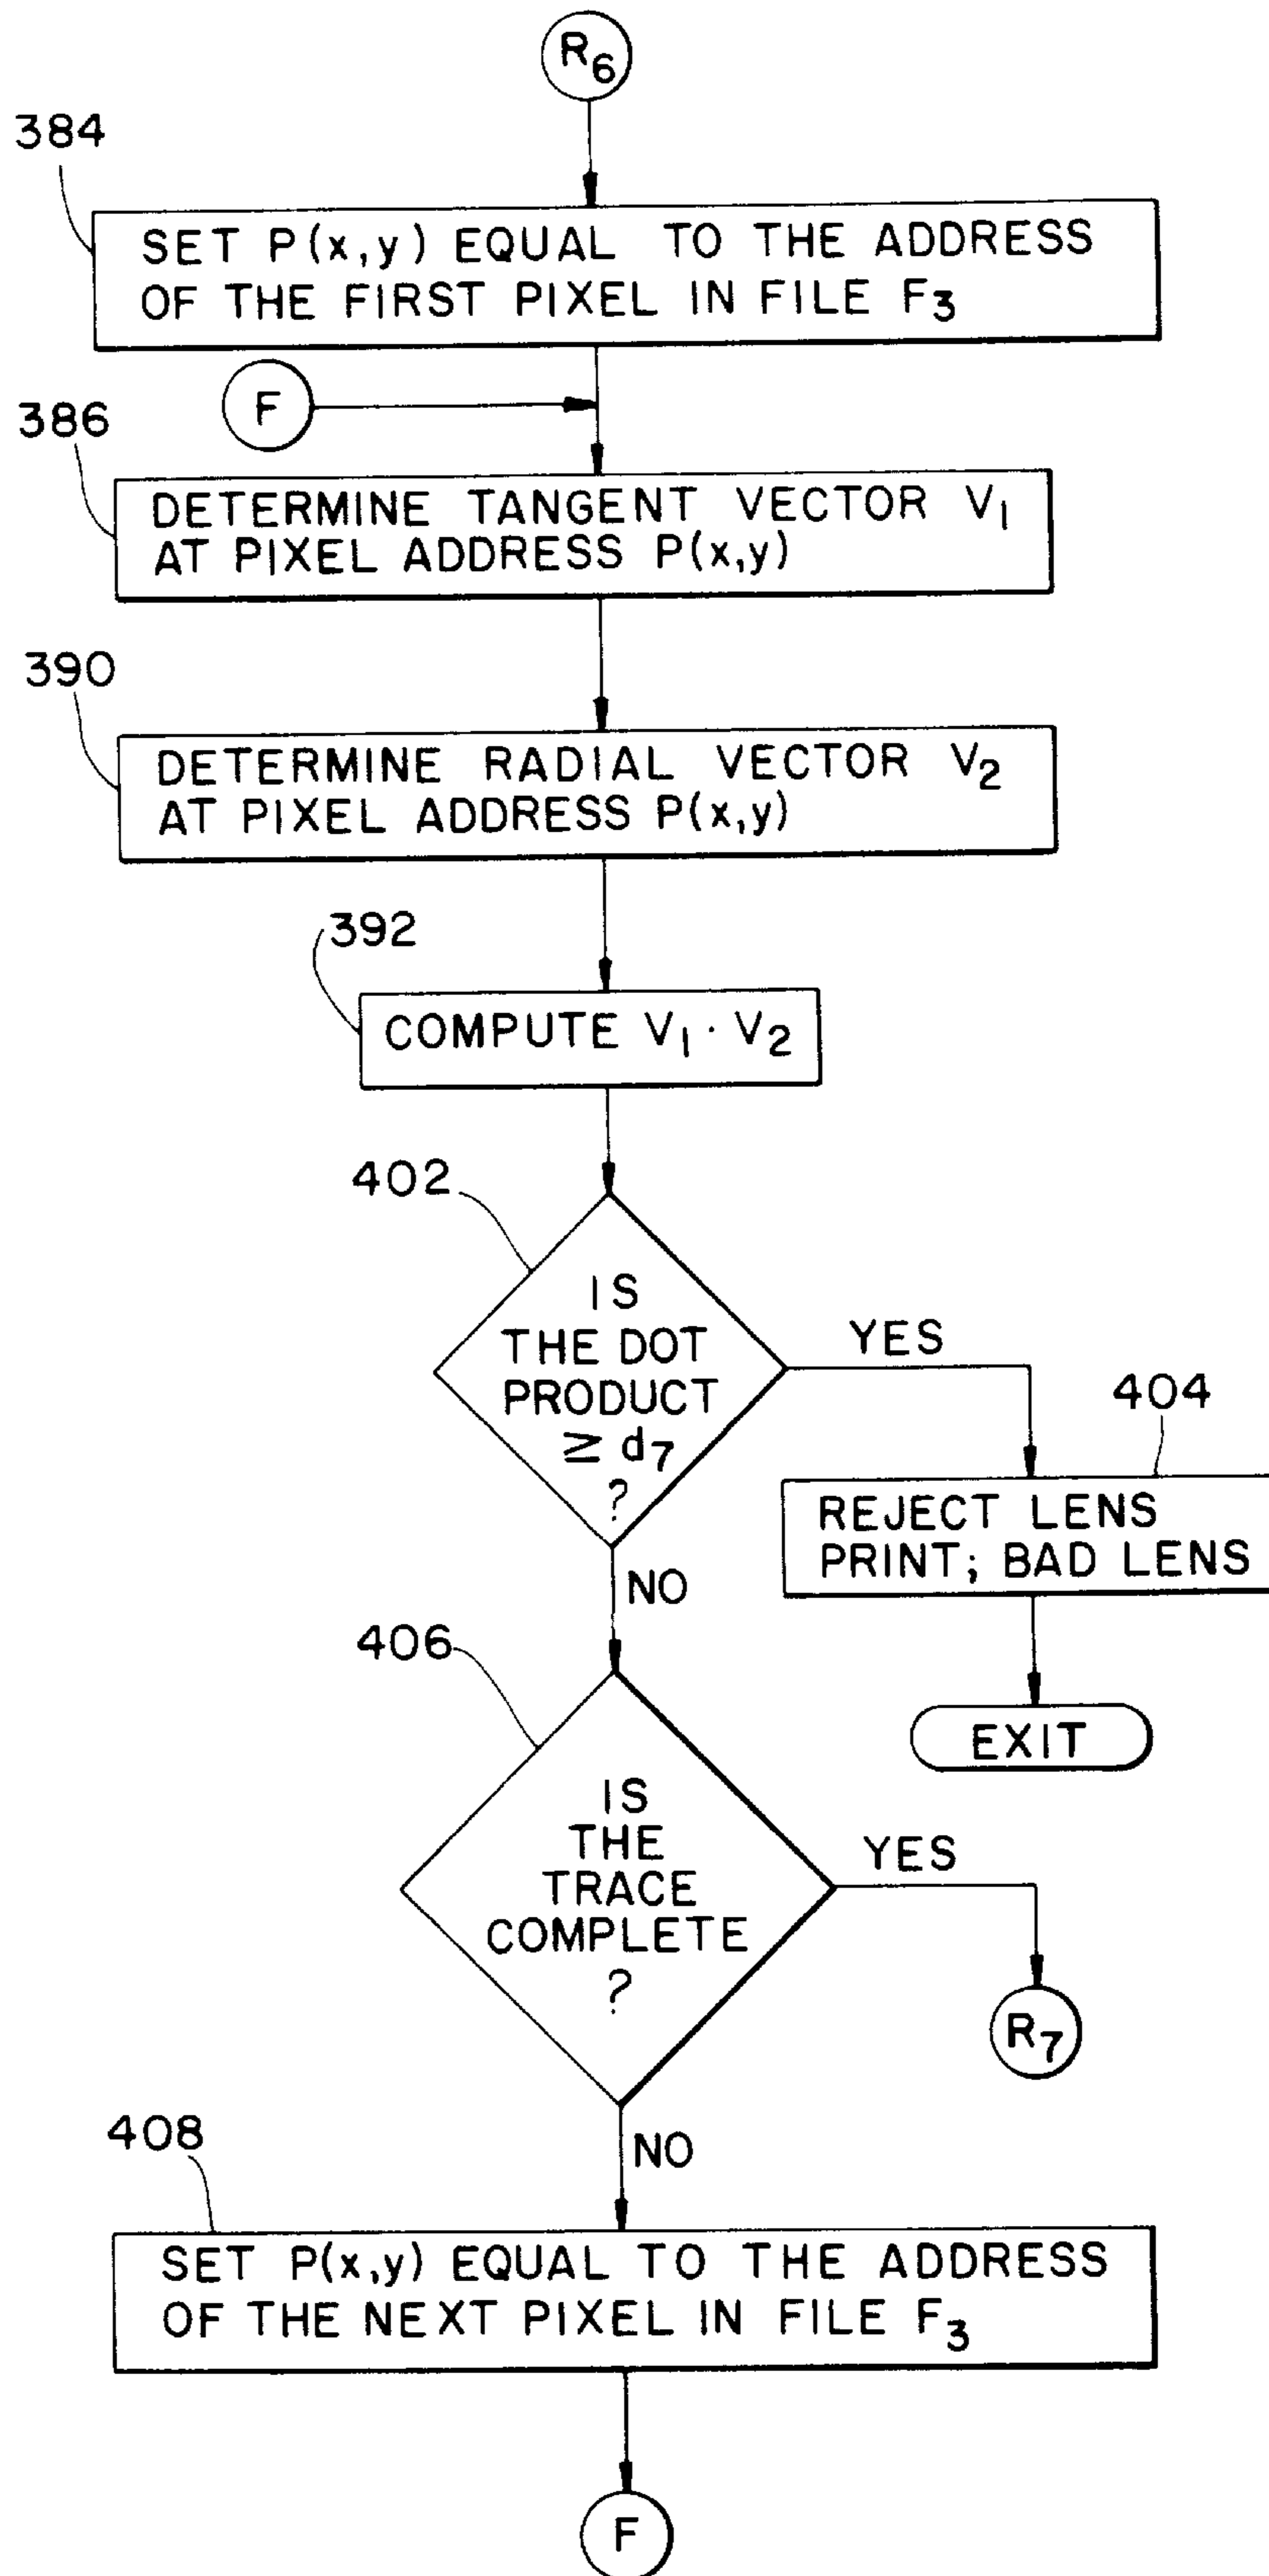 R6
384
SET P(x,y) EQUAL TO THE ADDRESS
OF THE FIRST PIXEL IN FILE F3
F
386
DETERMINE TANGENT VECTOR V1
AT PIXEL ADDRESS P(x,y)
390
DETERMINE RADIAL VECTOR V2
AT PIXEL ADDRESS P(x,y)
392
COMPUTE V1 · V2
402
IS
THE DOT
PRODUCT
≥ d7
?
YES
404
REJECT LENS
PRINT; BAD LENS
NO
EXIT
406
IS
THE
TRACE
COMPLETE
?
YES
R7
NO
408
SET P(x,y) EQUAL TO THE ADDRESS
OF THE NEXT PIXEL IN FILE F3
F